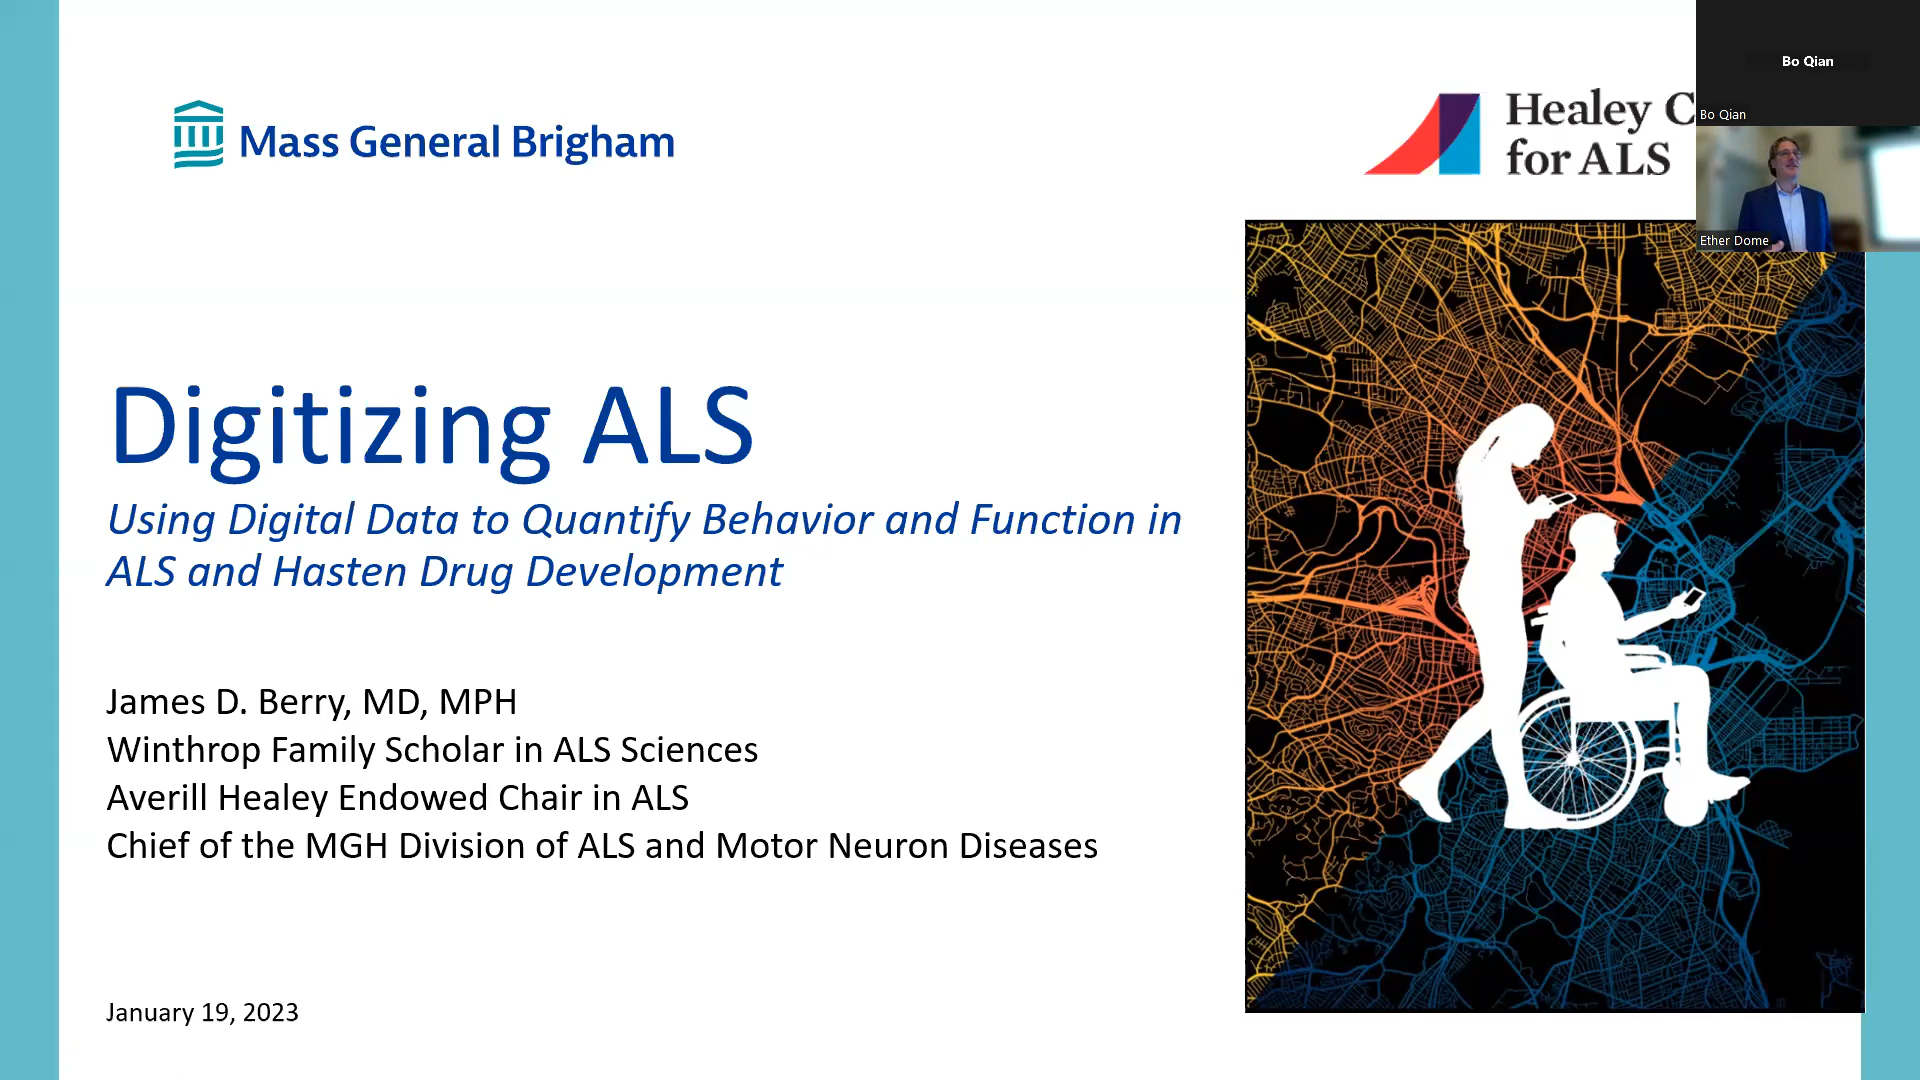 Mass General Brigham
Healey C
for ALS
Bo Qian
Bo Qian
Ether Dome
Digitizing ALS
Using Digital Data to Quantify Behavior and Function in
ALS and Hasten Drug Development
James D. Berry, MD, MPH
Winthrop Family Scholar in ALS Sciences
Averill Healey Endowed Chair in ALS
Chief of the MGH Division of ALS and Motor Neuron Diseases
January 19, 2023